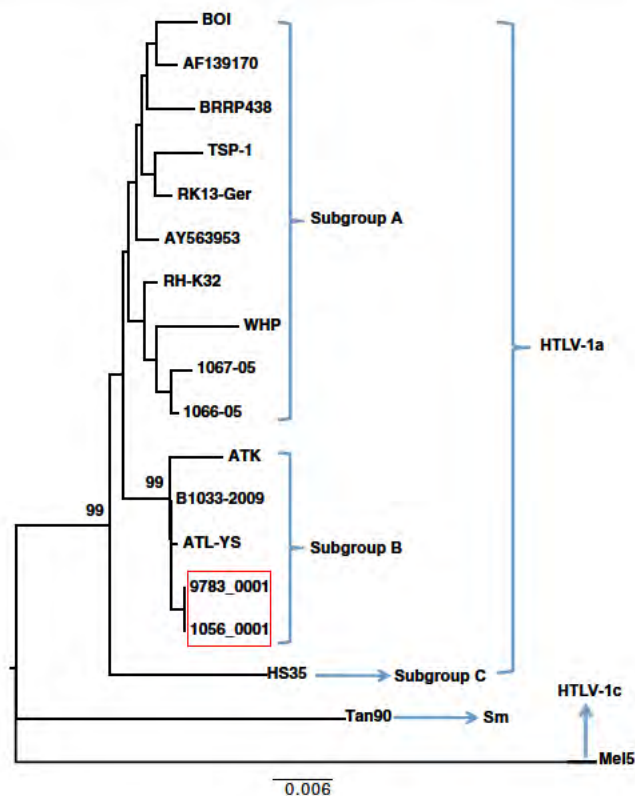 BOI
AF139170
BRRP438
TSP-1
RK13-Ger
Subgroup A
AY563953
RH-K32
WHP
HTLV-1a
1067-05
1066-05
ATK
99
B1033-2009
99
ATL-YS
Subgroup B
9783_0001
1056_0001
HS35
Subgroup C
HTLV-1c
Tan90
Sm
Mel5
0.006